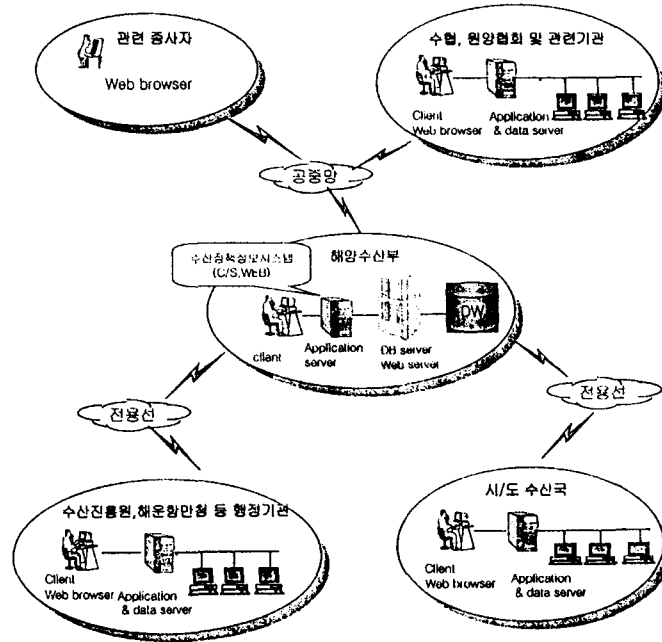 관련 종사자
Web browser
수협, 원양협회 및 관련기관
Client
Web browser
Application
& data server
공중망
수산정책정보시스템
(C/S,WEB)
해양수산부
client
Application
server
DB server
Web server
DW
전용선
전용선
수산진흥원,해운항만청 등 행정기관
Client
Web browser
Application
& data server
시/도 수산국
Client
Web browser
Application
& data server